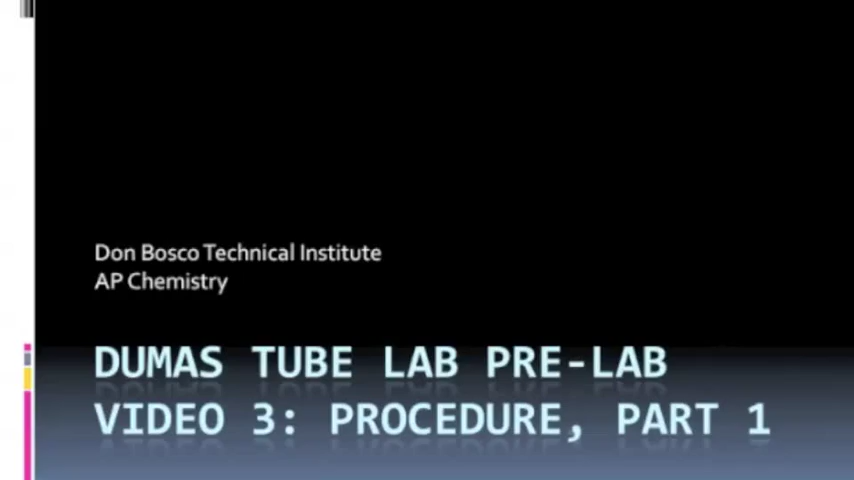 Don Bosco Technical Institute
AP Chemistry
DUMAS TUBE LAB PRE-LAB
VIDEO 3: PROCEDURE, PART 1